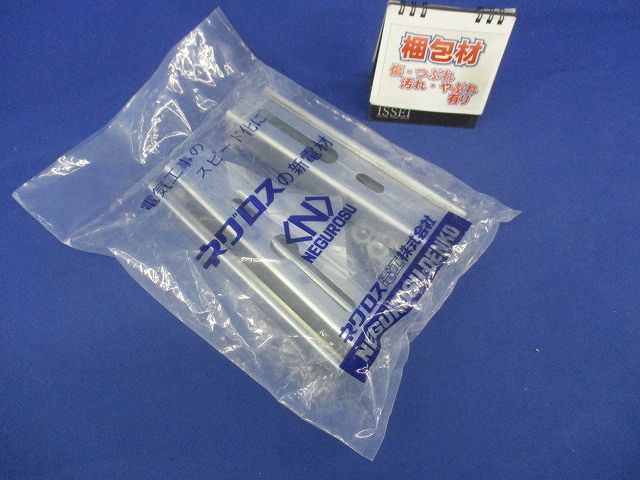 梱包材
傷・つぶれ
汚れ・やぶれ
有り
ISSEI
電気工事の
スピード化に
ネグロスの新電材
〈N〉
NEGUROSU
ネグロス電工株式会社
NEGUROSU DENKO